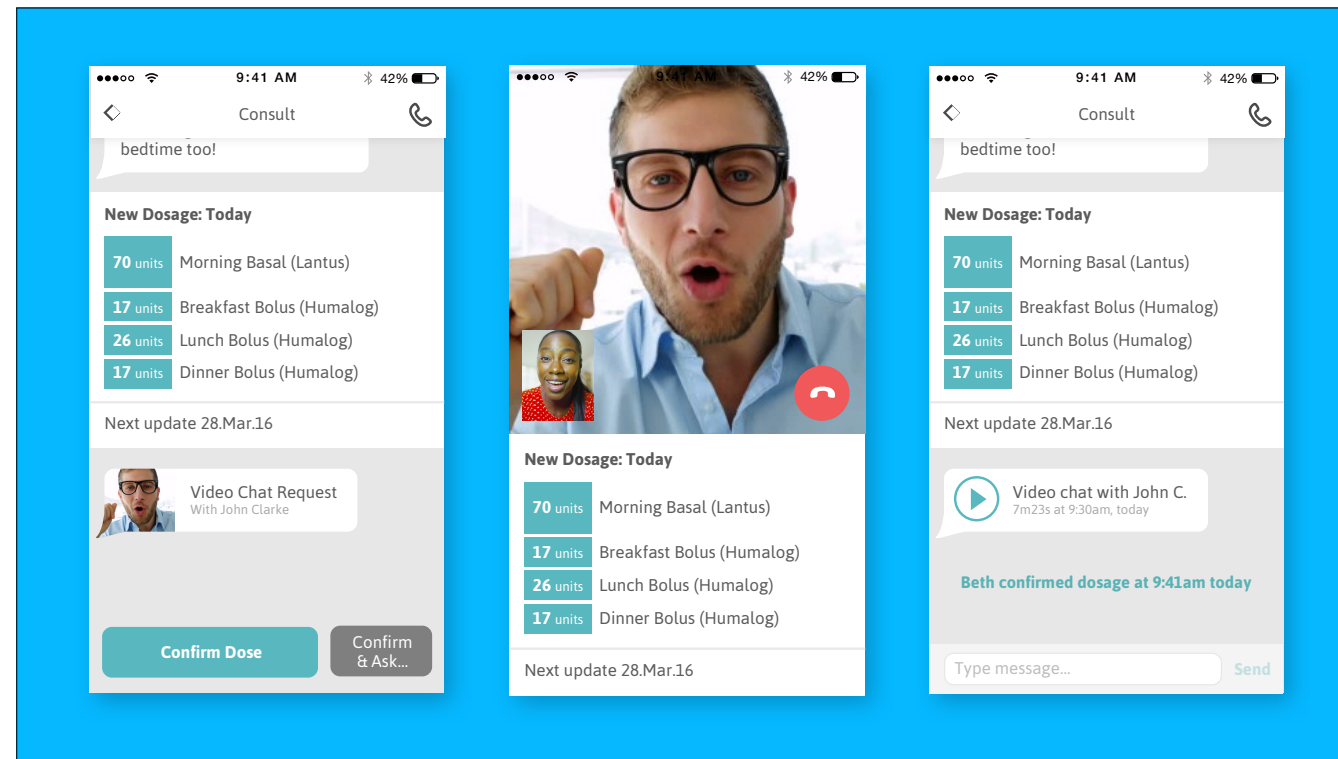 9:41 AM
42%
Consult
bedtime too!
New Dosage: Today
70 units Morning Basal (Lantus)
17 units Breakfast Bolus (Humalog)
26 units Lunch Bolus (Humalog)
17 units Dinner Bolus (Humalog)
Next update 28.Mar.16
Video Chat Request
With John Clarke
Confirm Dose
Confirm
& Ask...
9:41 AM
42%
New Dosage: Today
70 units Morning Basal (Lantus)
17 units Breakfast Bolus (Humalog)
26 units Lunch Bolus (Humalog)
17 units Dinner Bolus (Humalog)
Next update 28.Mar.16
9:41 AM
42%
Consult
bedtime too!
New Dosage: Today
70 units Morning Basal (Lantus)
17 units Breakfast Bolus (Humalog)
26 units Lunch Bolus (Humalog)
17 units Dinner Bolus (Humalog)
Next update 28.Mar.16
Video chat with John C.
7m23s at 9:30am, today
Beth confirmed dosage at 9:41am today
Type message...
Send